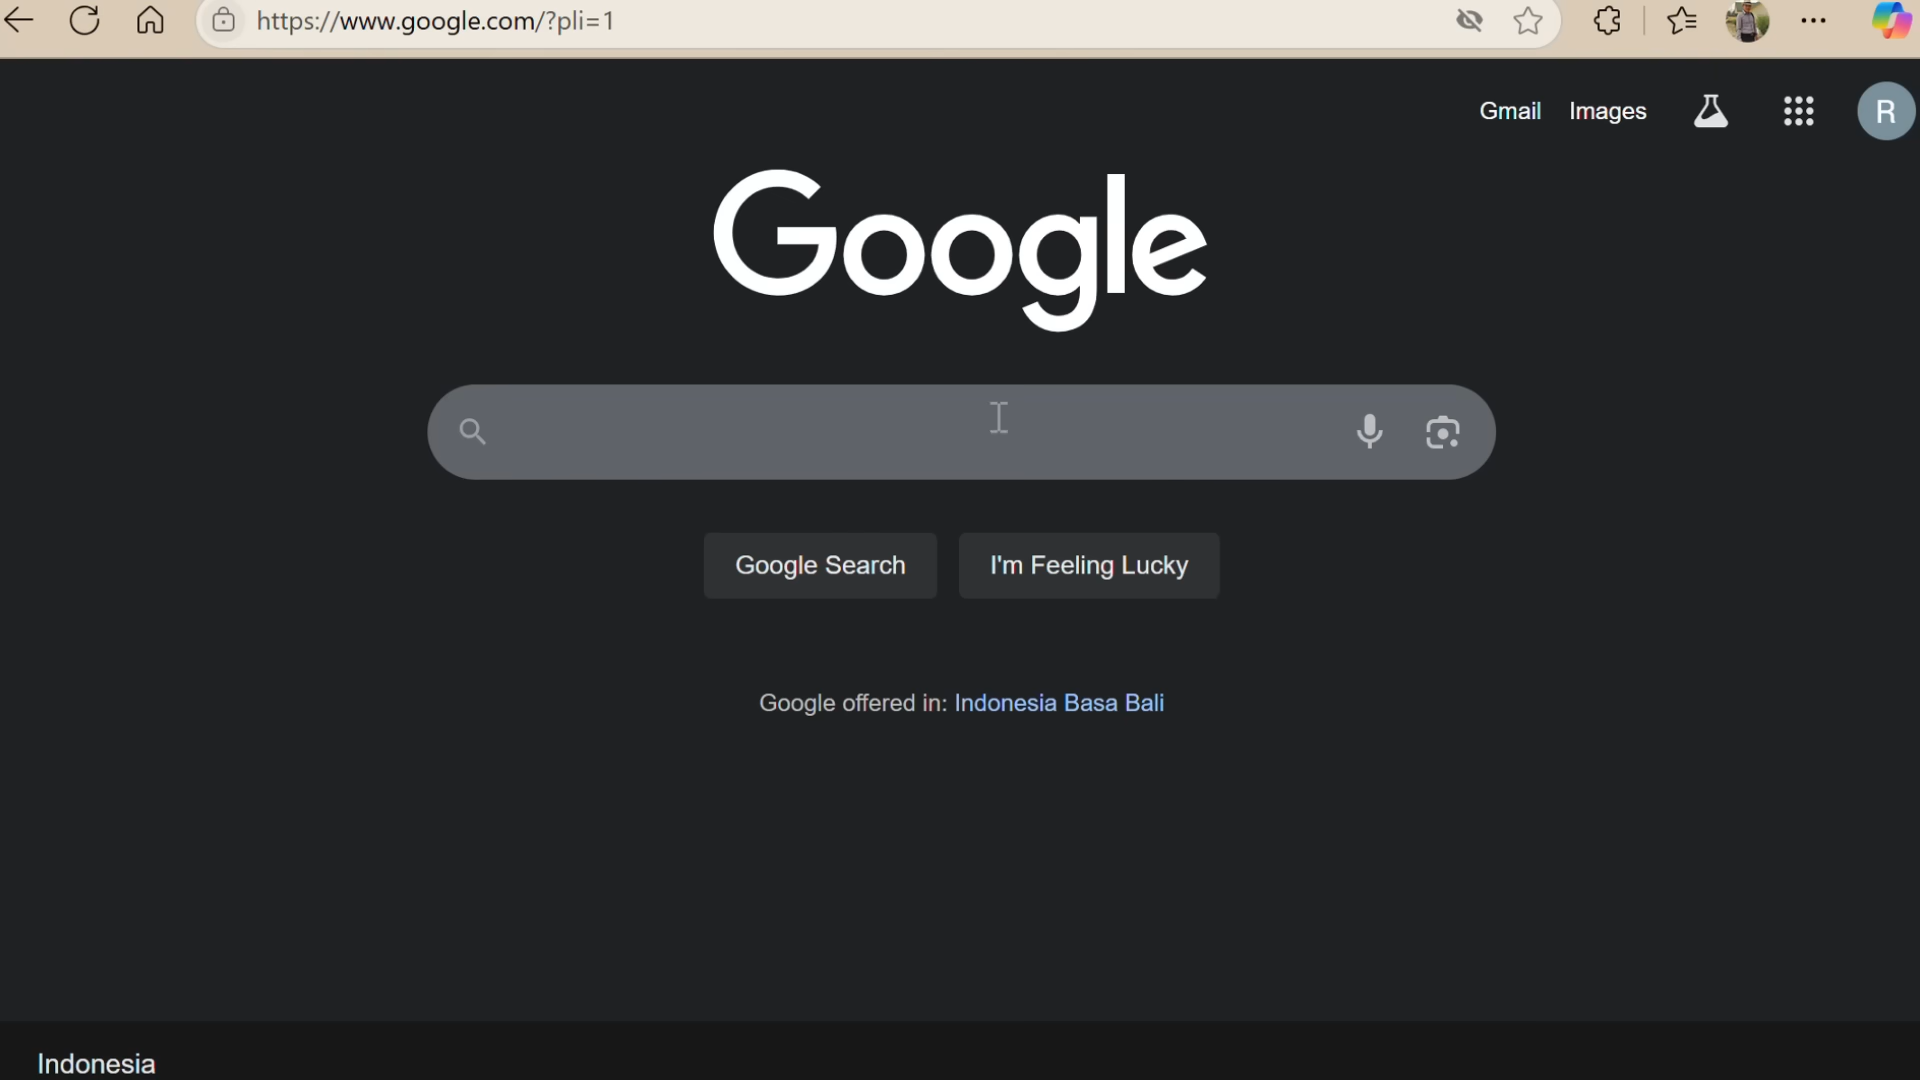 https://www.google.com/?pli=1
Gmail Images R
Google
Google Search I'm Feeling Lucky
Google offered in: Indonesia Basa Bali
Indonesia